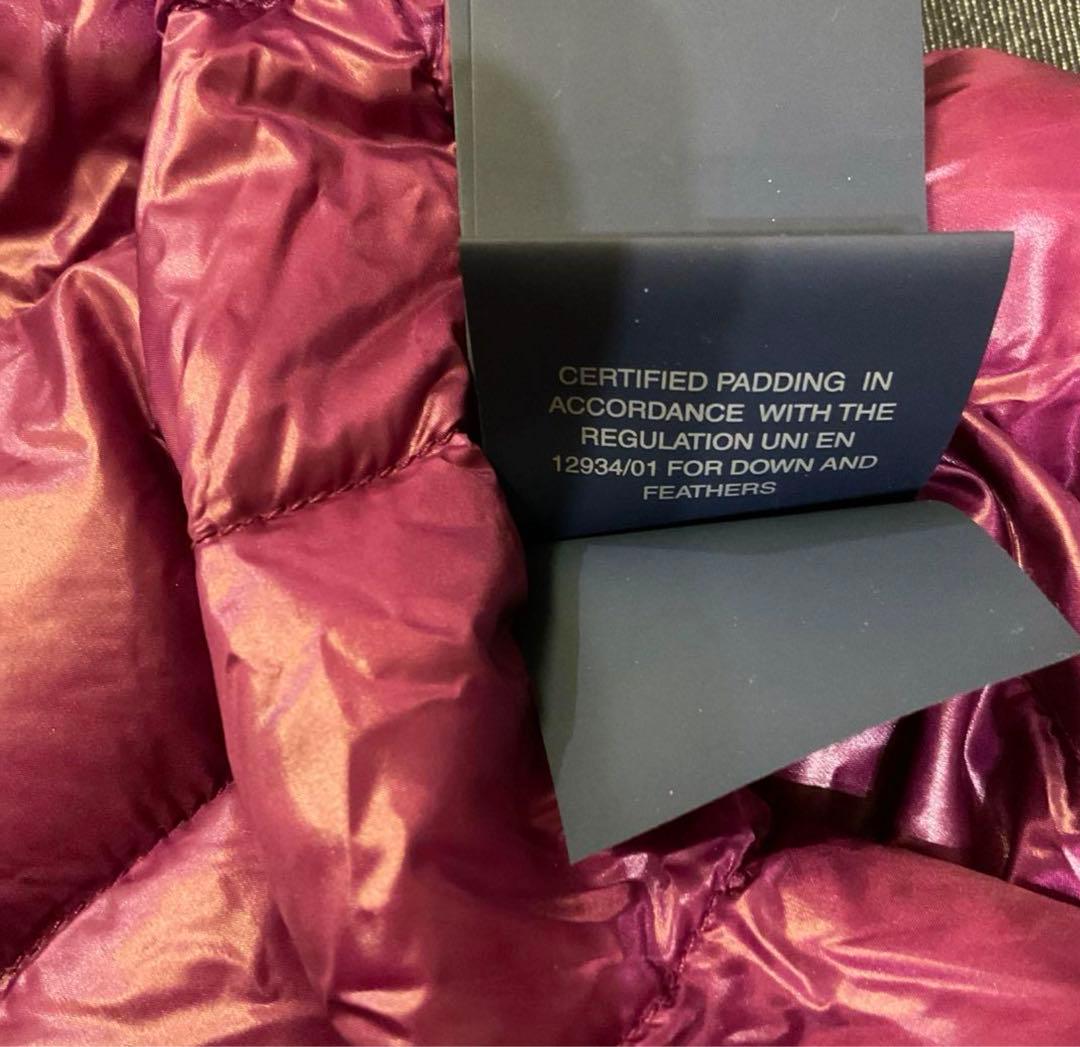 CERTIFIED PADDING IN
ACCORDANCE WITH THE
REGULATION UNI EN
12934/01 FOR DOWN AND
FEATHERS